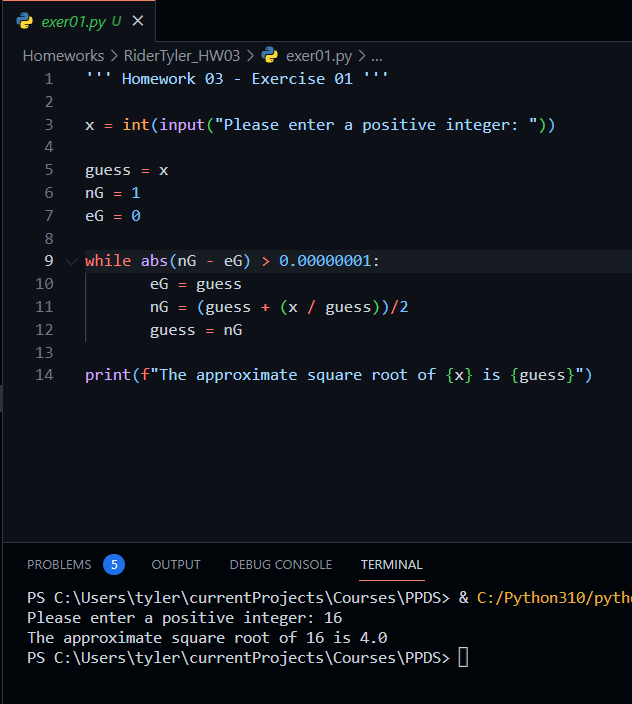 exer01.py U ×
Homeworks > RiderTyler_HW03 > exer01.py > ...
1 ''' Homework 03 - Exercise 01 '''
2
3 x = int(input("Please enter a positive integer: "))
4
5 guess = x
6 nG = 1
7 eG = 0
8
9 while abs(nG - eG) > 0.00000001:
10 eG = guess
11 nG = (guess + (x / guess))/2
12 guess = nG
13
14 print(f"The approximate square root of {x} is {guess}")
PROBLEMS 5 OUTPUT DEBUG CONSOLE TERMINAL
PS C:\Users\tyler\currentProjects\Courses\PPDS> & C:/Python310/pytho
Please enter a positive integer: 16
The approximate square root of 16 is 4.0
PS C:\Users\tyler\currentProjects\Courses\PPDS>